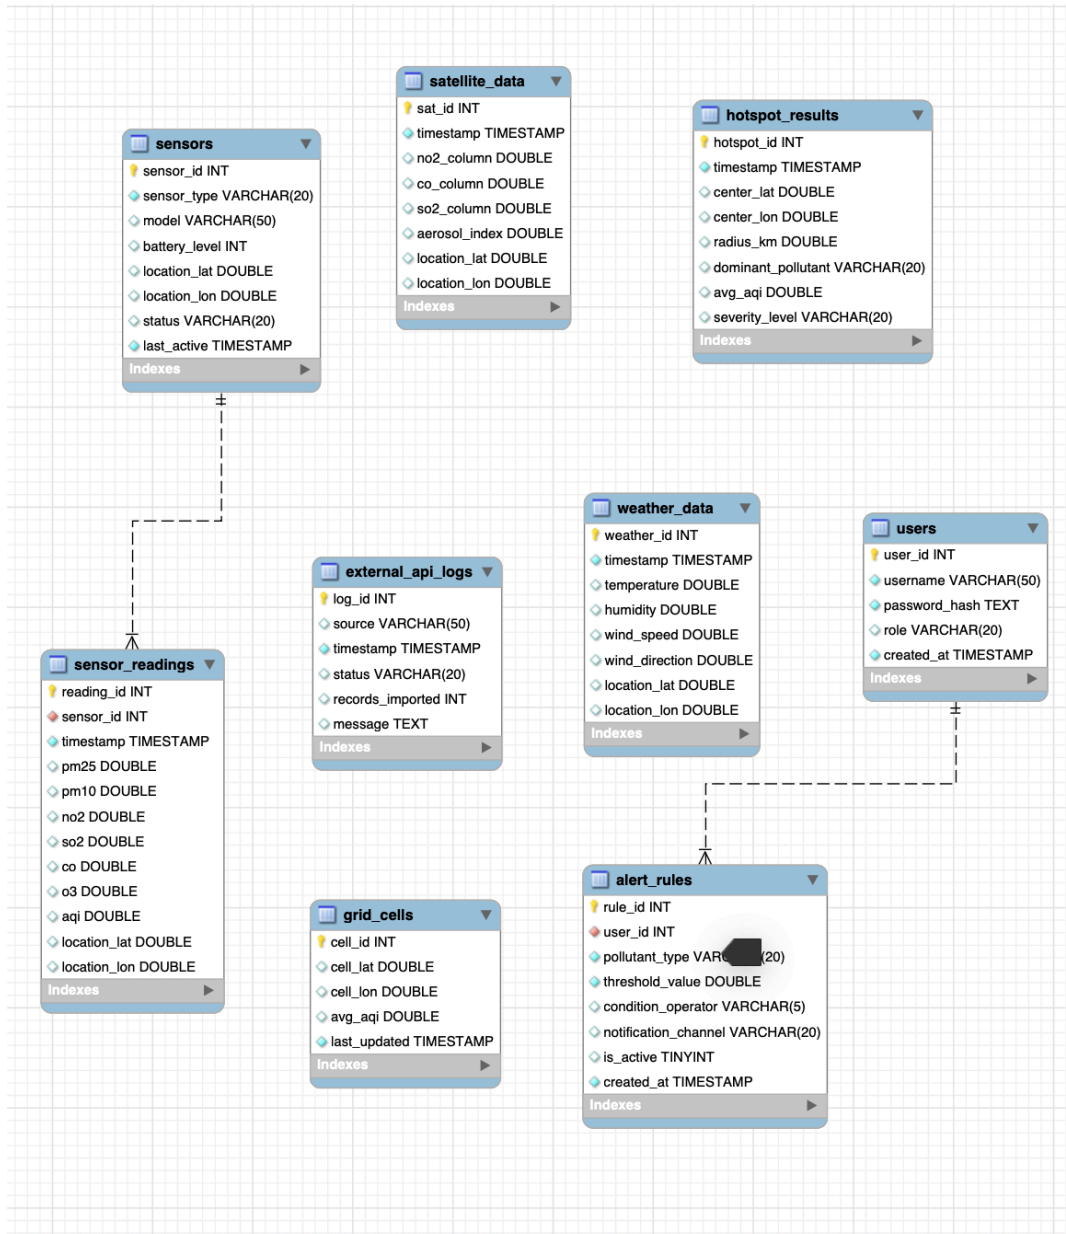 satellite_data
sat_id INT
timestamp TIMESTAMP
no2_column DOUBLE
co_column DOUBLE
so2_column DOUBLE
aerosol_index DOUBLE
location_lat DOUBLE
location_lon DOUBLE
Indexes
hotspot_results
hotspot_id INT
timestamp TIMESTAMP
center_lat DOUBLE
center_lon DOUBLE
radius_km DOUBLE
dominant_pollutant VARCHAR(20)
avg_aqi DOUBLE
severity_level VARCHAR(20)
Indexes
sensors
sensor_id INT
sensor_type VARCHAR(20)
model VARCHAR(50)
battery_level INT
location_lat DOUBLE
location_lon DOUBLE
status VARCHAR(20)
last_active TIMESTAMP
Indexes
weather_data
weather_id INT
timestamp TIMESTAMP
temperature DOUBLE
humidity DOUBLE
wind_speed DOUBLE
wind_direction DOUBLE
location_lat DOUBLE
location_lon DOUBLE
Indexes
users
user_id INT
username VARCHAR(50)
password_hash TEXT
role VARCHAR(20)
created_at TIMESTAMP
Indexes
external_api_logs
log_id INT
source VARCHAR(50)
timestamp TIMESTAMP
status VARCHAR(20)
records_imported INT
message TEXT
Indexes
sensor_readings
reading_id INT
sensor_id INT
timestamp TIMESTAMP
pm25 DOUBLE
pm10 DOUBLE
no2 DOUBLE
so2 DOUBLE
co DOUBLE
o3 DOUBLE
aqi DOUBLE
location_lat DOUBLE
location_lon DOUBLE
Indexes
grid_cells
cell_id INT
cell_lat DOUBLE
cell_lon DOUBLE
avg_aqi DOUBLE
last_updated TIMESTAMP
Indexes
alert_rules
rule_id INT
user_id INT
pollutant_type (20)
threshold_value DOUBLE
condition_operator VARCHAR(5)
notification_channel VARCHAR(20)
is_active TINYINT
created_at TIMESTAMP
Indexes